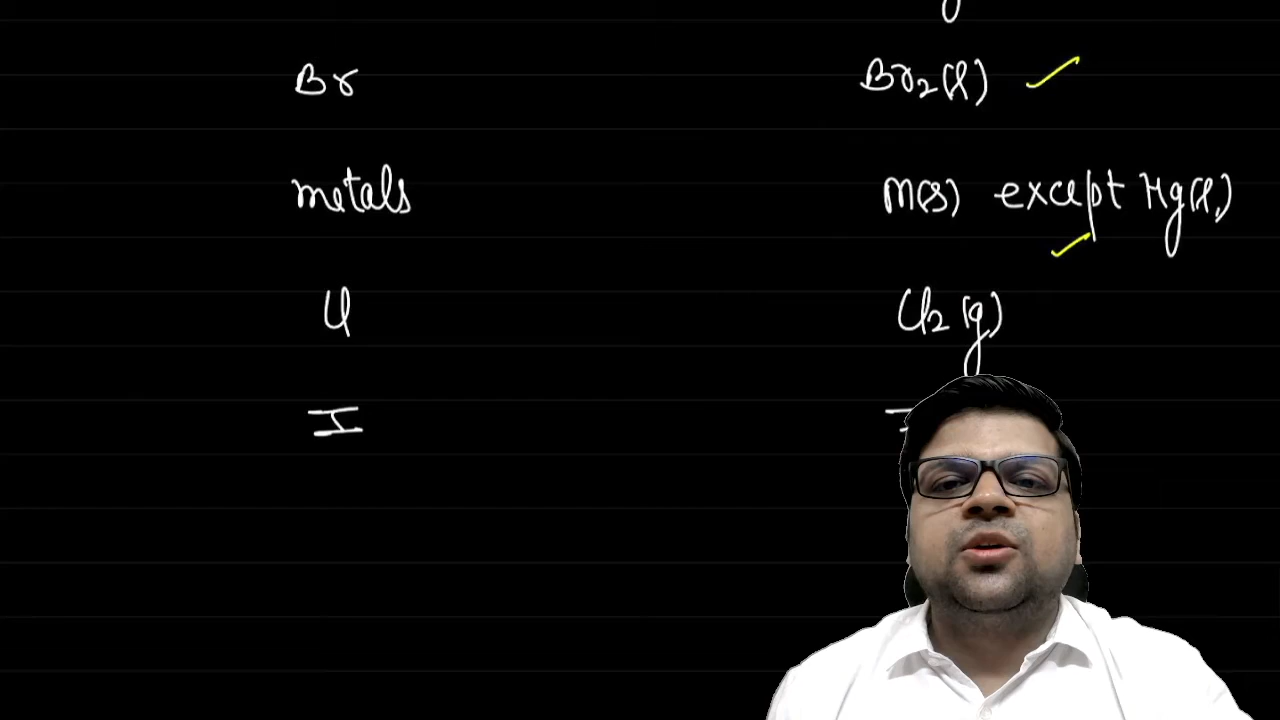 Br Br₂(l)
metals M(s) except Hg(l)
Cl Cl₂(g)
I